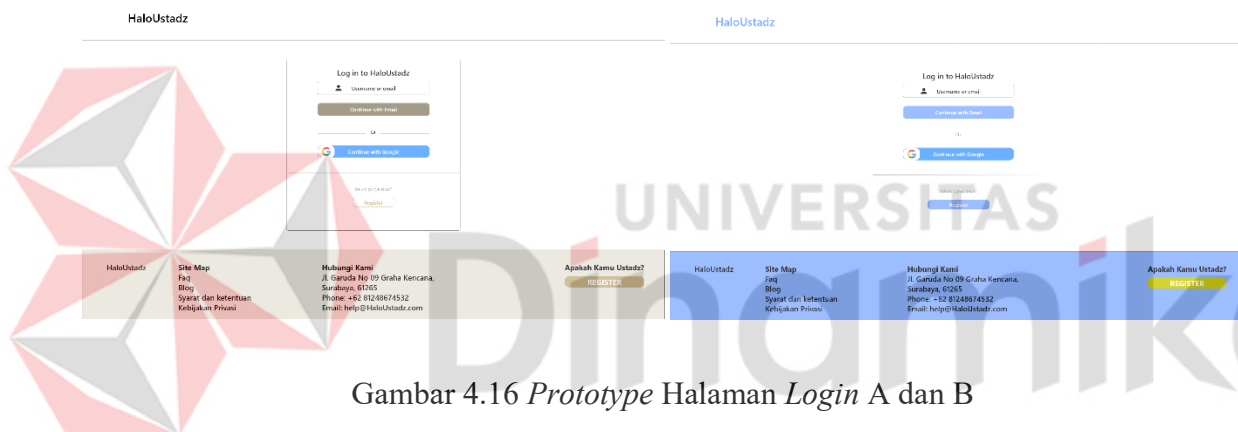 HaloUstadz
Log in to HaloUstadz
Username or email
Continue with Email
Or
Continue with Google
Register
HaloUstadz
Site Map
Faq
Blog
Syarat dan ketentuan
Kebijakan Privasi
Hubungi Kami
Jl. Garuda No 09 Graha Kencana,
Surabaya, 61265
Phone: +62 81248674532
Email: help@HaloUstadz.com
Apakah Kamu Ustadz?
REGISTER
HaloUstadz
Log in to HaloUstadz
Username or email
Continue with Email
Continue with Google
Register
HaloUstadz
Site Map
Faq
Blog
Syarat dan ketentuan
Kebijakan Privasi
Hubungi Kami
Jl. Garuda No 09 Graha Kencana,
Surabaya, 61265
Phone: +62 81248674532
Email: help@HaloUstadz.com
Apakah Kamu Ustadz?
REGISTER
UNIVERSITAS
Dinamika
Gambar 4.16 Prototype Halaman Login A dan B